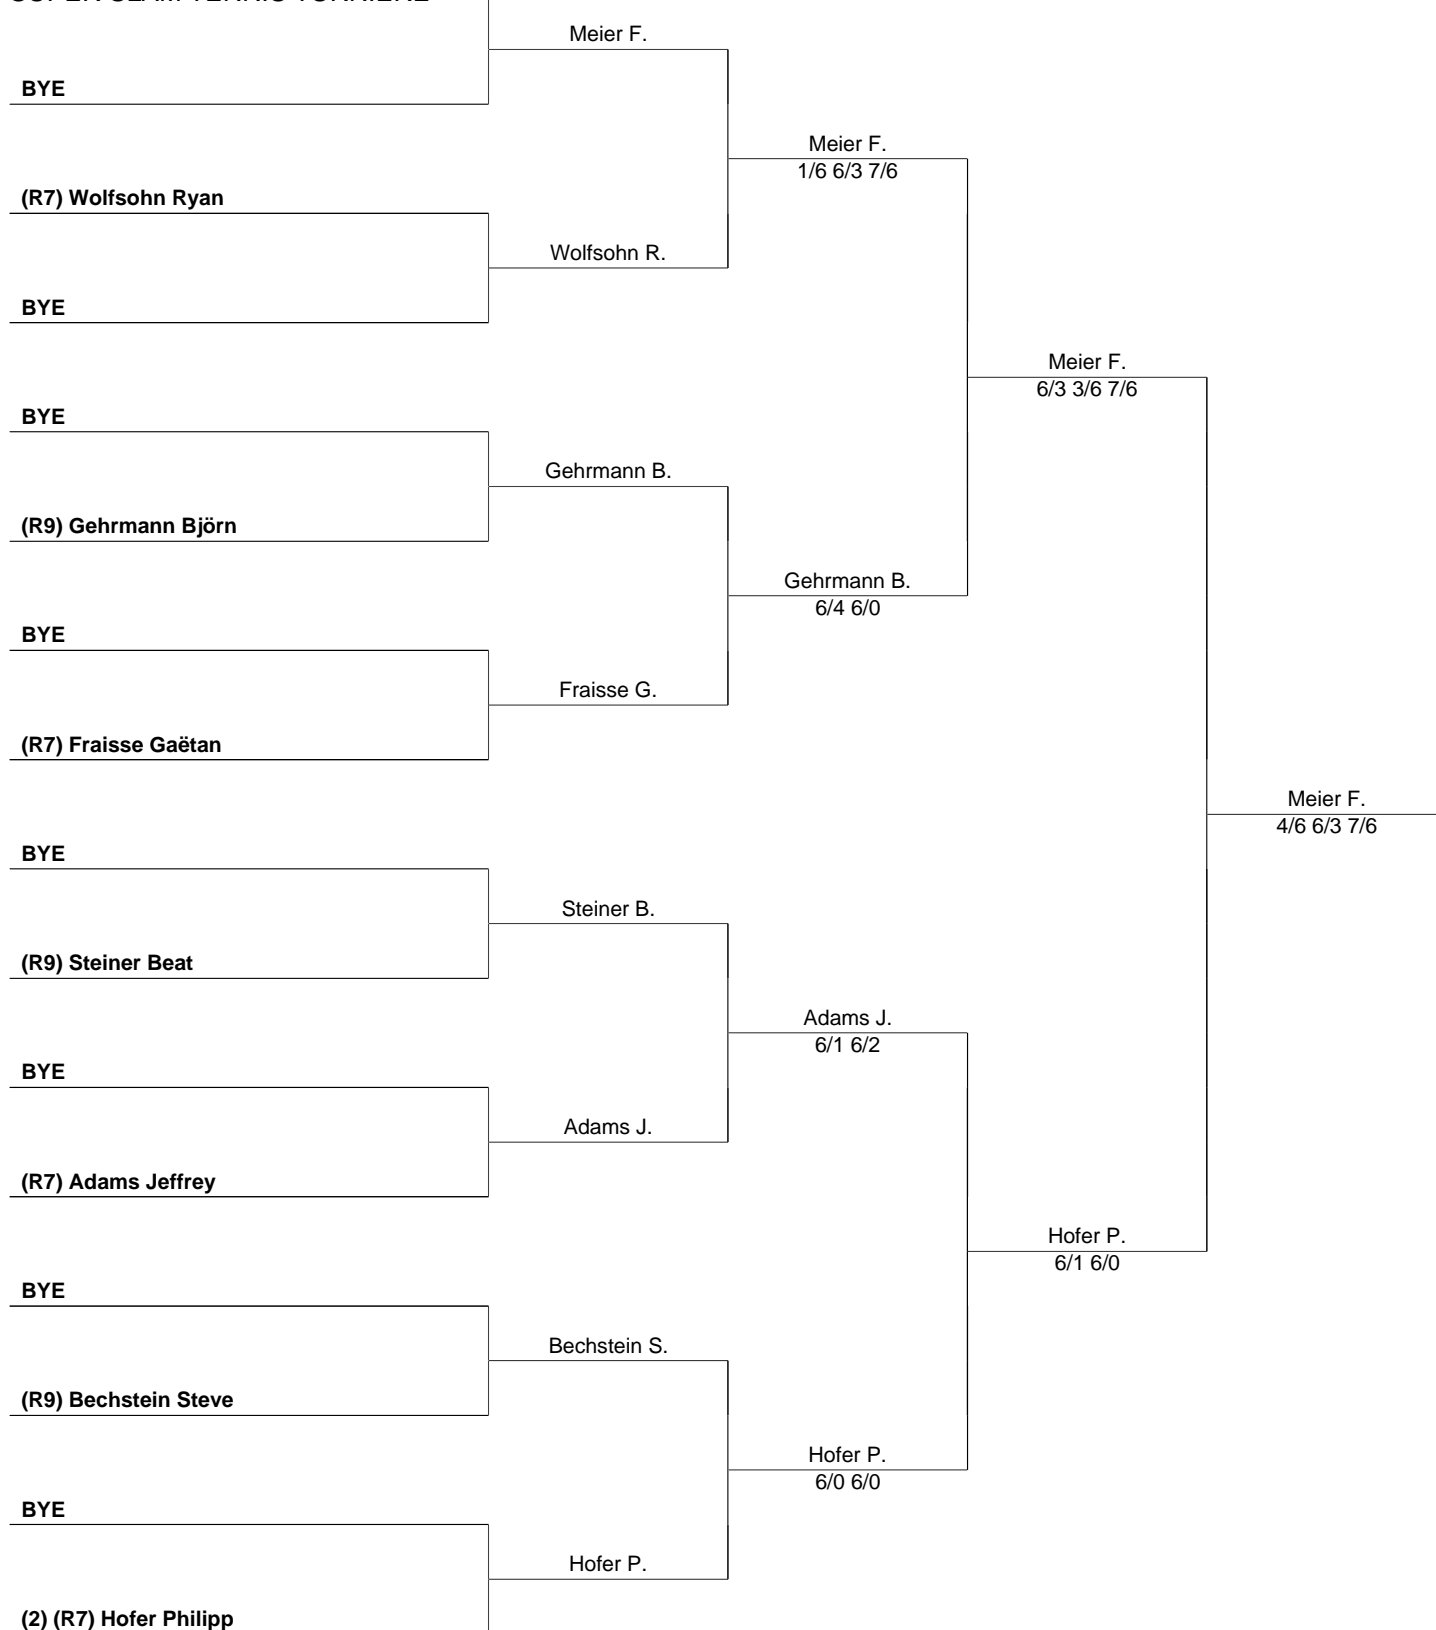 SUPER SLAM TENNIS TURNIERE
Meier F.
BYE
Meier F.
1/6 6/3 7/6
(R7) Wolfsohn Ryan
Wolfsohn R.
BYE
Meier F.
6/3 3/6 7/6
BYE
Gehrmann B.
(R9) Gehrmann Björn
Gehrmann B.
6/4 6/0
BYE
Fraisse G.
(R7) Fraisse Gaëtan
Meier F.
4/6 6/3 7/6
BYE
Steiner B.
(R9) Steiner Beat
Adams J.
6/1 6/2
BYE
Adams J.
(R7) Adams Jeffrey
Hofer P.
6/1 6/0
BYE
Bechstein S.
(R9) Bechstein Steve
Hofer P.
6/0 6/0
BYE
Hofer P.
(2) (R7) Hofer Philipp